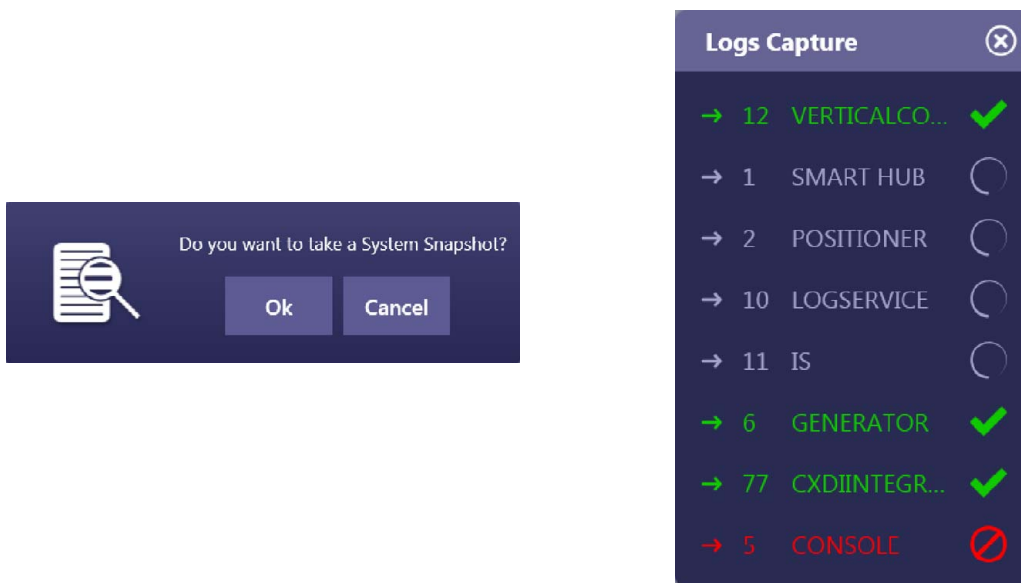 Do you want to take a System Snapshot?
Ok
Cancel
Logs Capture
12 VERTICALCO...
1 SMART HUB
2 POSITIONER
10 LOGSERVICE
11 IS
6 GENERATOR
77 CXDIINTEGR...
5 CONSOLE